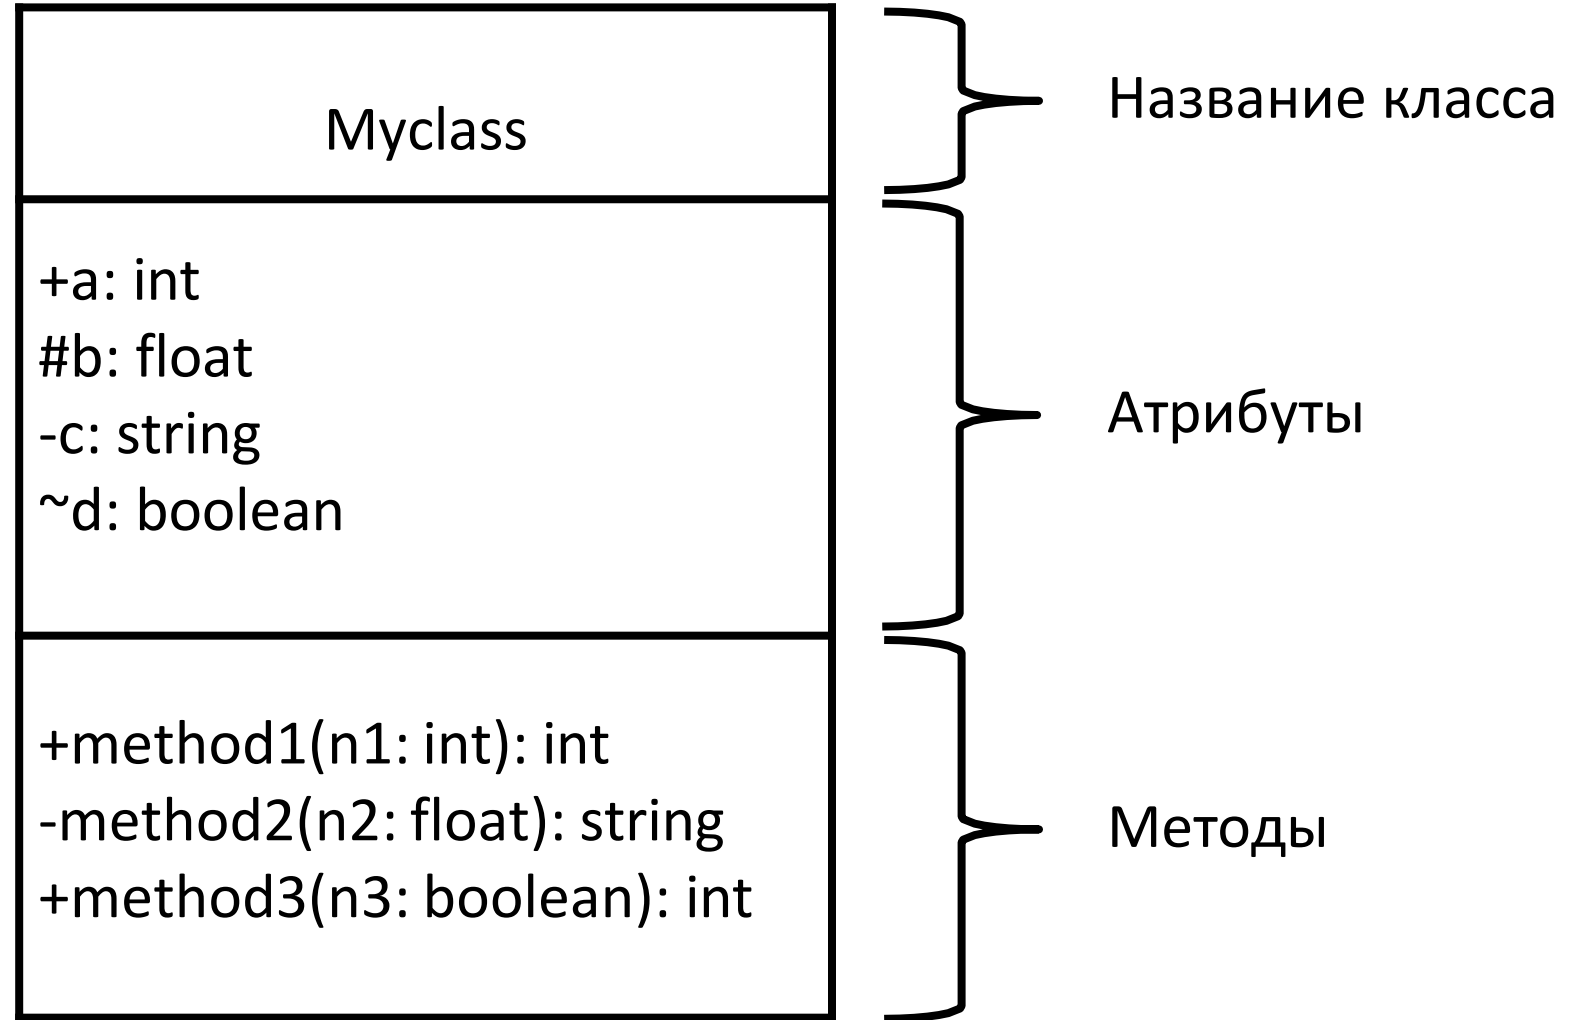 Myclass
Название класса
+a: int
#b: float
-c: string
~d: boolean
Атрибуты
+method1(n1: int): int
-method2(n2: float): string
+method3(n3: boolean): int
Методы